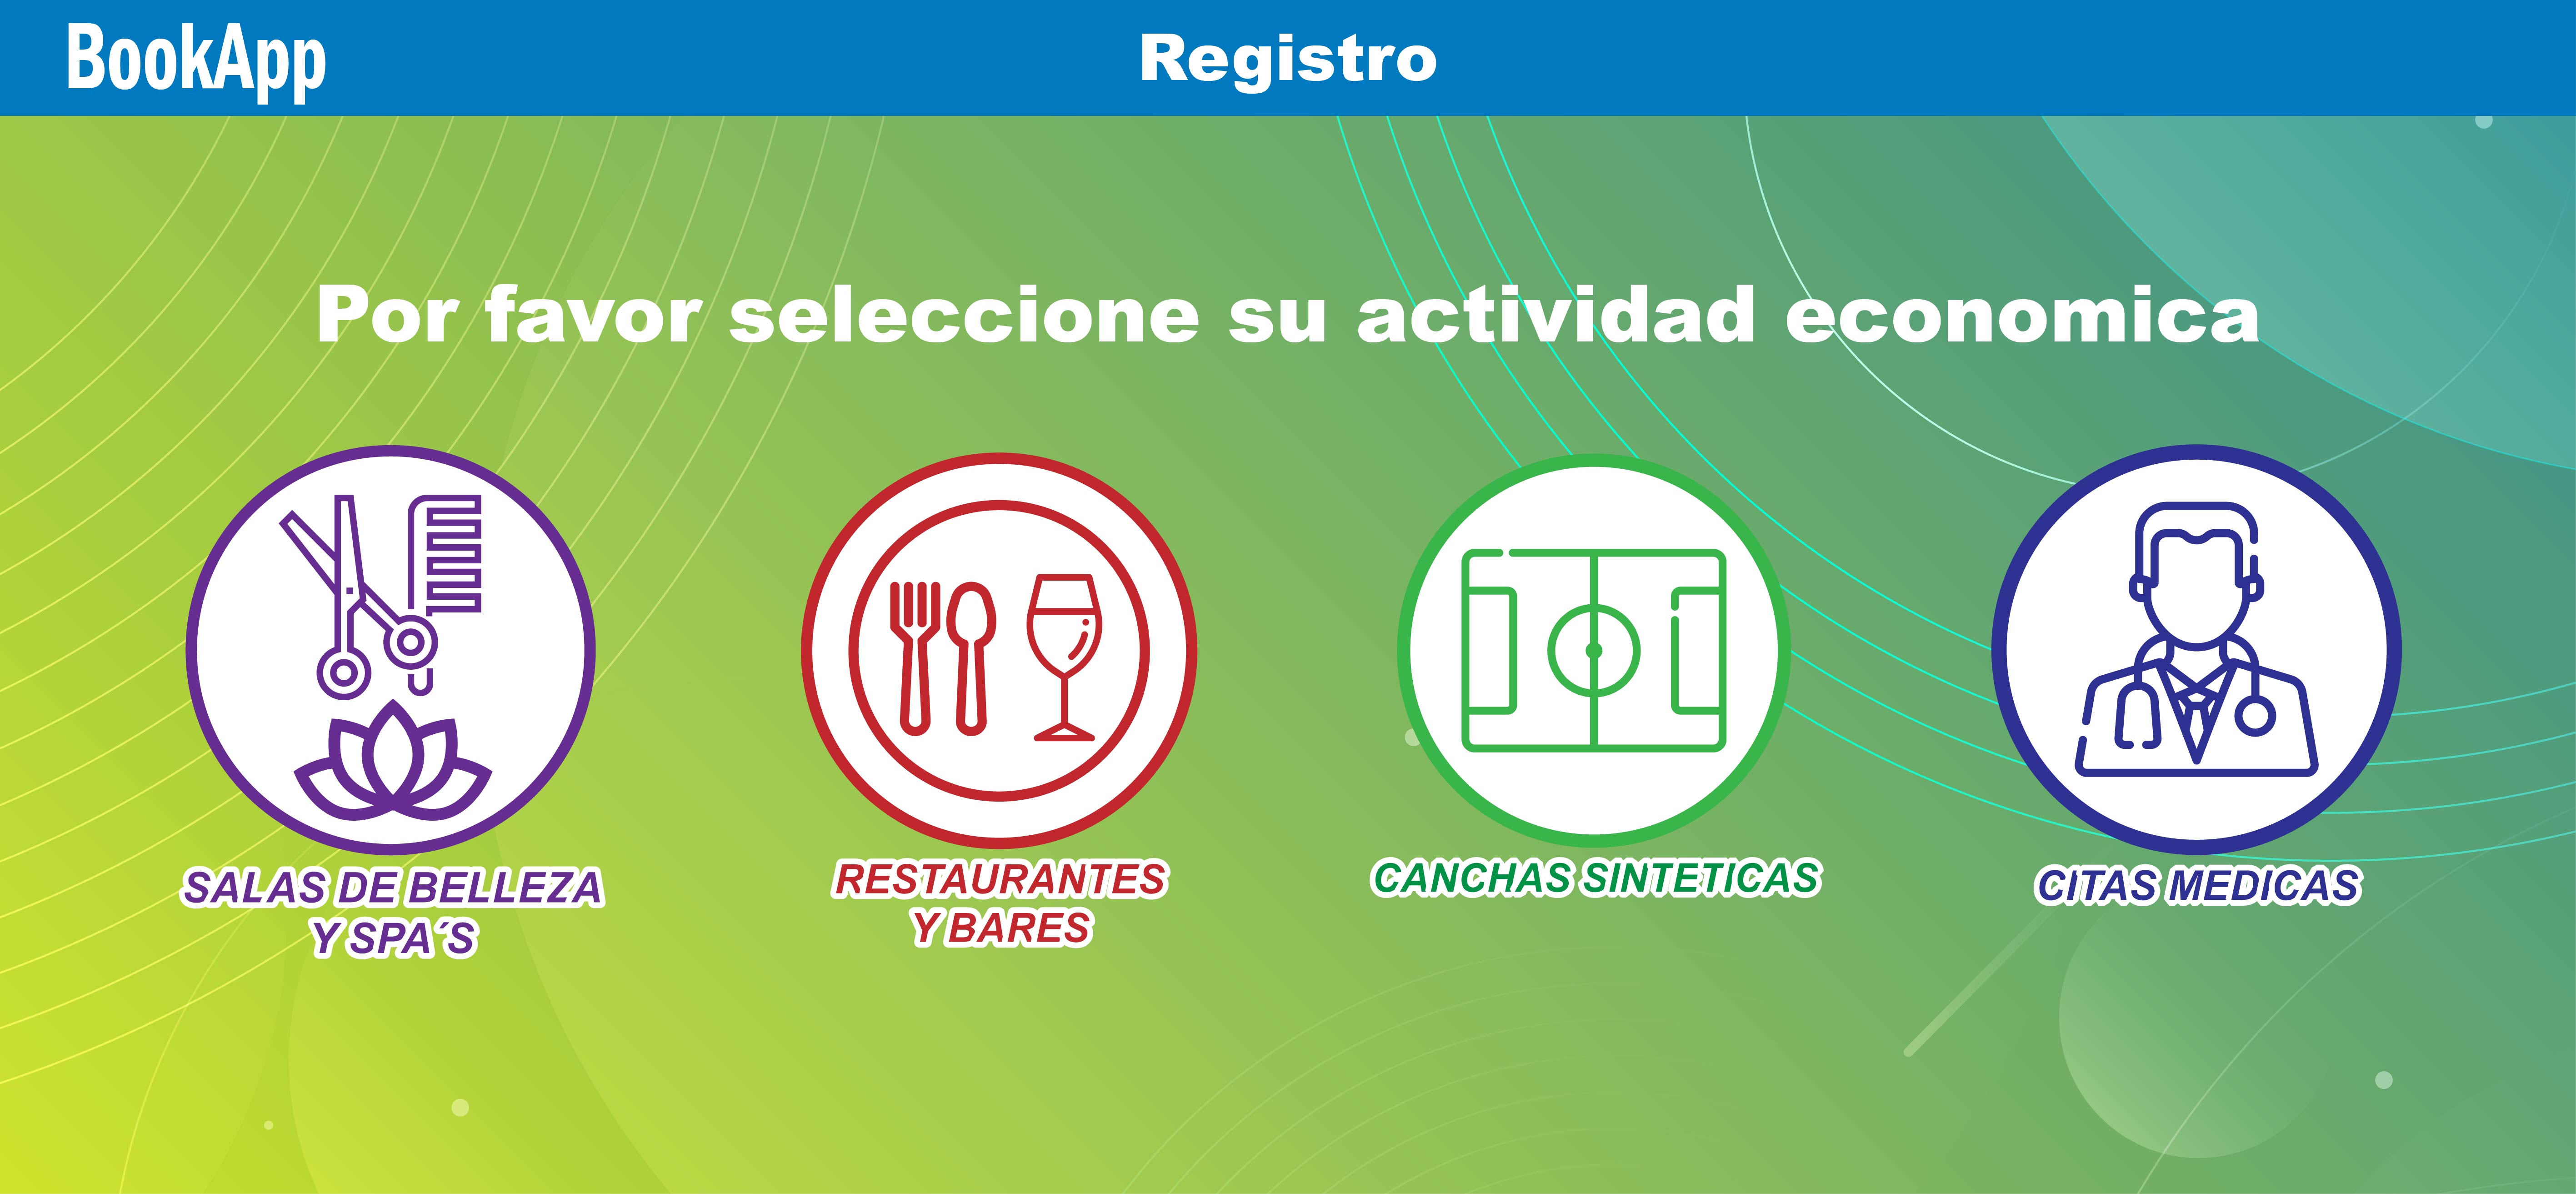 BookApp
Registro
Por favor seleccione su actividad economica
SALAS DE BELLEZA
Y SPA´S
RESTAURANTES
Y BARES
CANCHAS SINTETICAS
CITAS MEDICAS